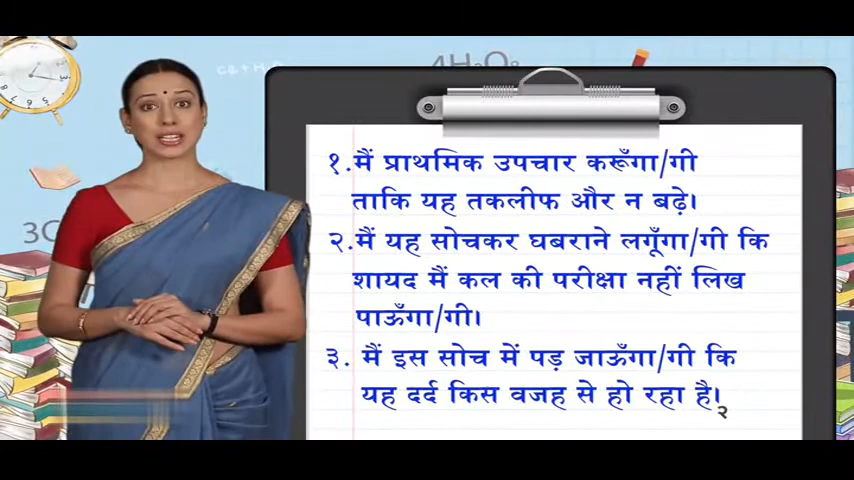 १.मैं प्राथमिक उपचार करूँगा/गी
ताकि यह तकलीफ और न बढ़े।
२.मैं यह सोचकर घबराने लगूँगा/गी कि
शायद मैं कल की परीक्षा नहीं लिख
पाऊँगा/गी।
३. मैं इस सोच में पड़ जाऊँगा/गी कि
यह दर्द किस वजह से हो रहा है।
२